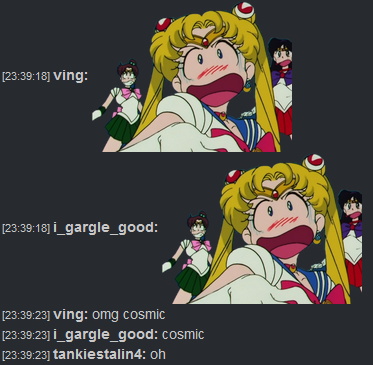 [23:39:18] ving:
[23:39:18] i_gargle_good:
[23:39:23] ving: omg cosmic
[23:39:23] i_gargle_good: cosmic
[23:39:23] tankiestalin4: oh